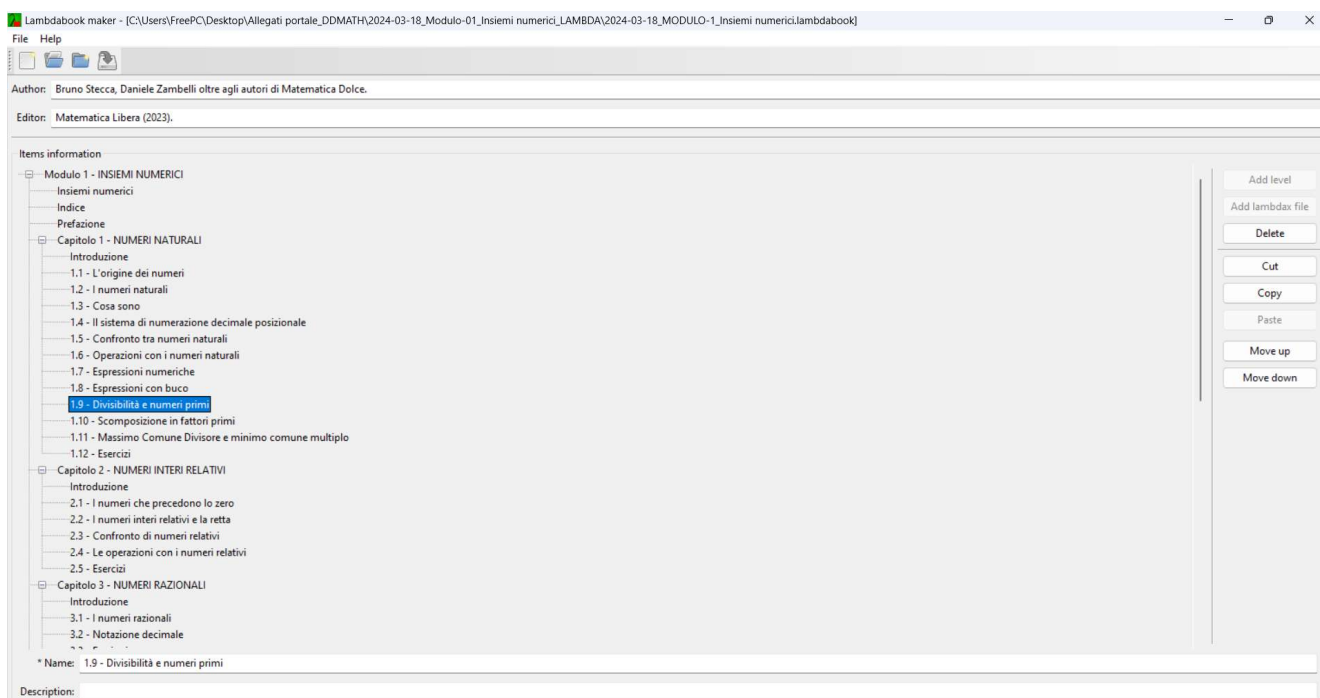 Lambdabook maker - [C:\Users\FreePC\Desktop\Allegati portale_DDMATH\2024-03-18_Modulo-01_Insiemi numerici_LAMBDA\2024-03-18_MODULO-1_Insiemi numerici.lambdabook]
File Help
Author: Bruno Stecca, Daniele Zambelli oltre agli autori di Matematica Dolce.
Editor: Matematica Libera (2023).
Items information
Modulo 1 - INSIEMI NUMERICI
Insiemi numerici
Indice
Prefazione
Capitolo 1 - NUMERI NATURALI
Introduzione
1.1 - L'origine dei numeri
1.2 - I numeri naturali
1.3 - Cosa sono
1.4 - Il sistema di numerazione decimale posizionale
1.5 - Confronto tra numeri naturali
1.6 - Operazioni con i numeri naturali
1.7 - Espressioni numeriche
1.8 - Espressioni con buco
1.9 - Divisibilità e numeri primi
1.10 - Scomposizione in fattori primi
1.11 - Massimo Comune Divisore e minimo comune multiplo
1.12 - Esercizi
Capitolo 2 - NUMERI INTERI RELATIVI
Introduzione
2.1 - I numeri che precedono lo zero
2.2 - I numeri interi relativi e la retta
2.3 - Confronto di numeri relativi
2.4 - Le operazioni con i numeri relativi
2.5 - Esercizi
Capitolo 3 - NUMERI RAZIONALI
Introduzione
3.1 - I numeri razionali
3.2 - Notazione decimale
Add level
Add lambdax file
Delete
Cut
Copy
Paste
Move up
Move down
* Name: 1.9 - Divisibilità e numeri primi
Description: